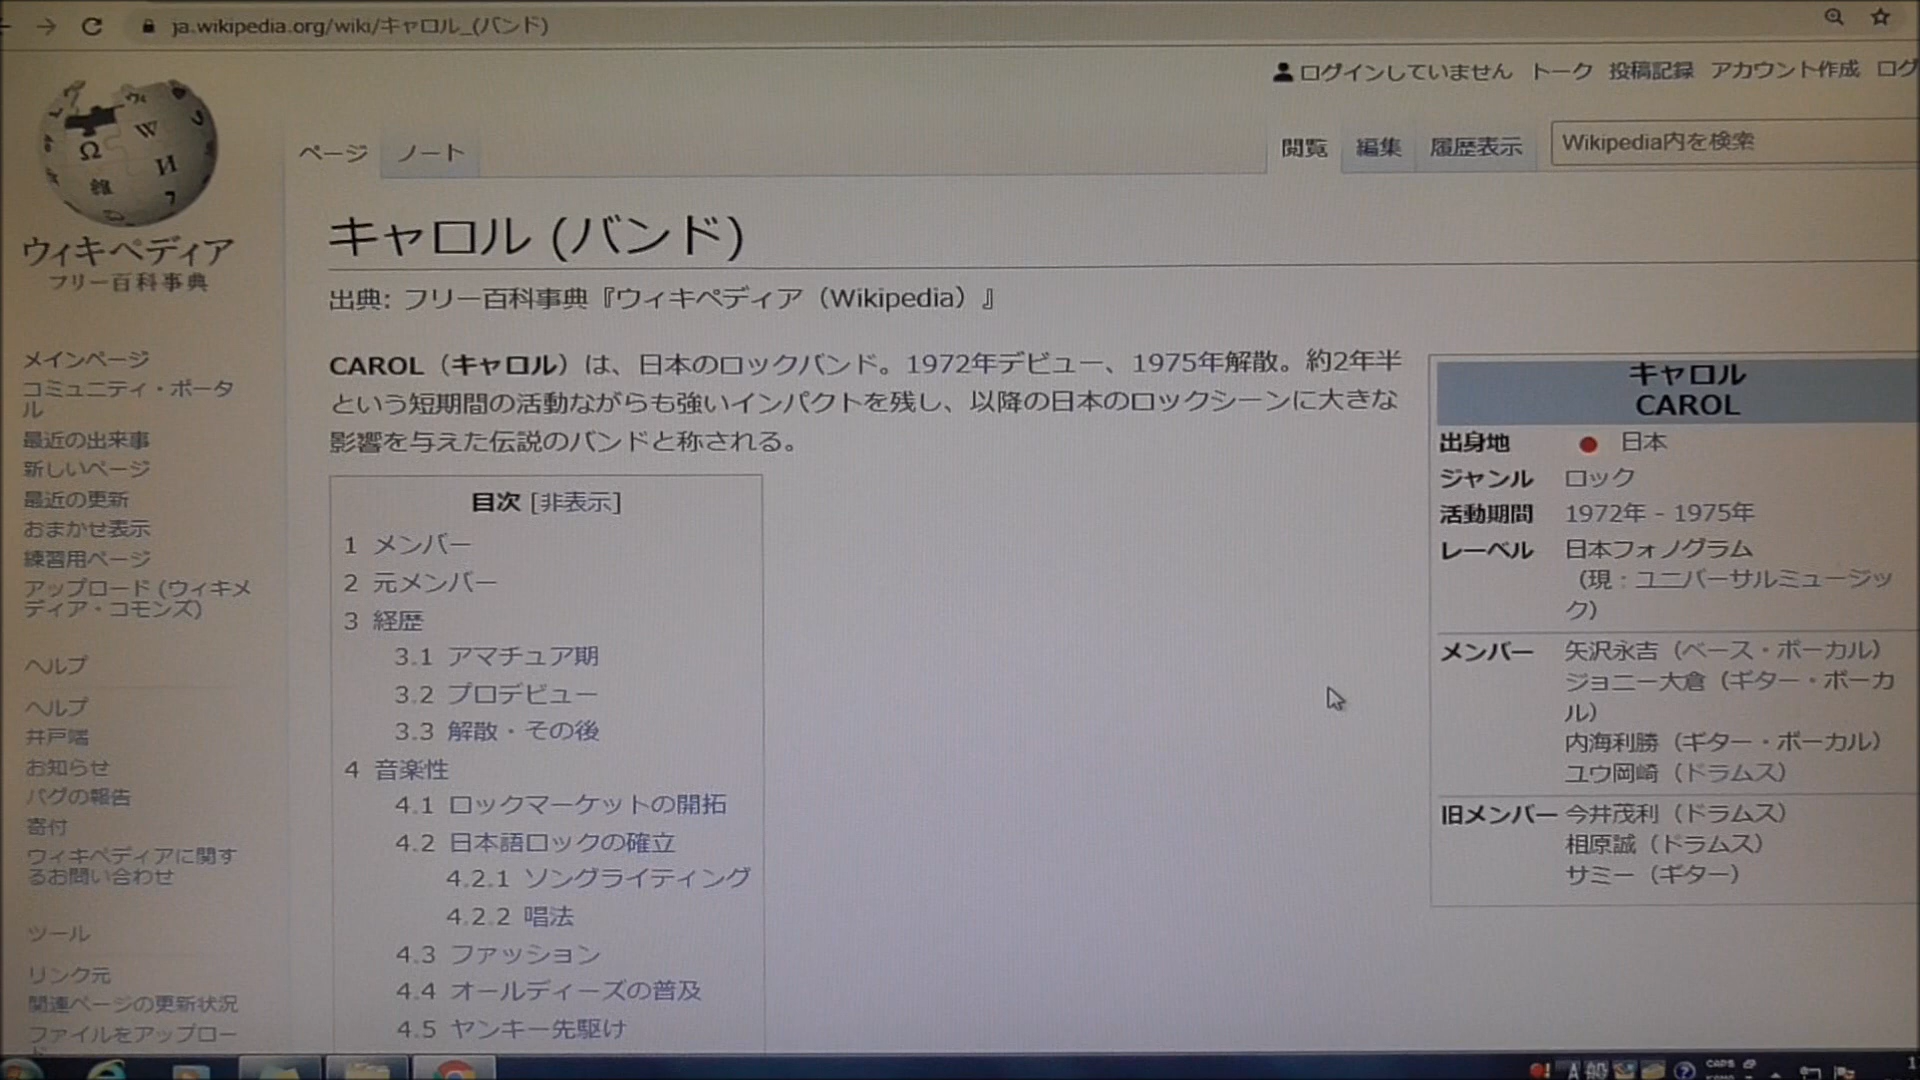 ja.wikipedia.org/wiki/キャロル_(バンド)
ログインしていません トーク 投稿記録 アカウント作成 ログ
ページ ノート 閲覧 編集 履歴表示 Wikipedia内を検索
ウィキペディア
フリー百科事典
メインページ
コミュニティ・ポータ
ル
最近の出来事
新しいページ
最近の更新
おまかせ表示
練習用ページ
アップロード (ウィキメ
ディア・コモンズ)
ヘルプ
ヘルプ
井戸端
お知らせ
バグの報告
寄付
ウィキペディアに関す
るお問い合わせ
ツール
リンク元
関連ページの更新状況
ファイルをアップロー
キャロル (バンド)
出典: フリー百科事典『ウィキペディア（Wikipedia）』
CAROL（キャロル）は、日本のロックバンド。1972年デビュー、1975年解散。約2年半
という短期間の活動ながらも強いインパクトを残し、以降の日本のロックシーンに大きな
影響を与えた伝説のバンドと称される。
目次 [非表示]
1 メンバー
2 元メンバー
3 経歴
3.1 アマチュア期
3.2 プロデビュー
3.3 解散・その後
4 音楽性
4.1 ロックマーケットの開拓
4.2 日本語ロックの確立
4.2.1 ソングライティング
4.2.2 唱法
4.3 ファッション
4.4 オールディーズの普及
4.5 ヤンキー先駆け
キャロル
CAROL
出身地 日本
ジャンル ロック
活動期間 1972年 - 1975年
レーベル 日本フォノグラム
（現：ユニバーサルミュージッ
ク）
メンバー 矢沢永吉（ベース・ボーカル）
ジョニー大倉（ギター・ボーカ
ル）
内海利勝（ギター・ボーカル）
ユウ岡崎（ドラムス）
旧メンバー 今井茂利（ドラムス）
相原誠（ドラムス）
サミー（ギター）
A 般 CAPS